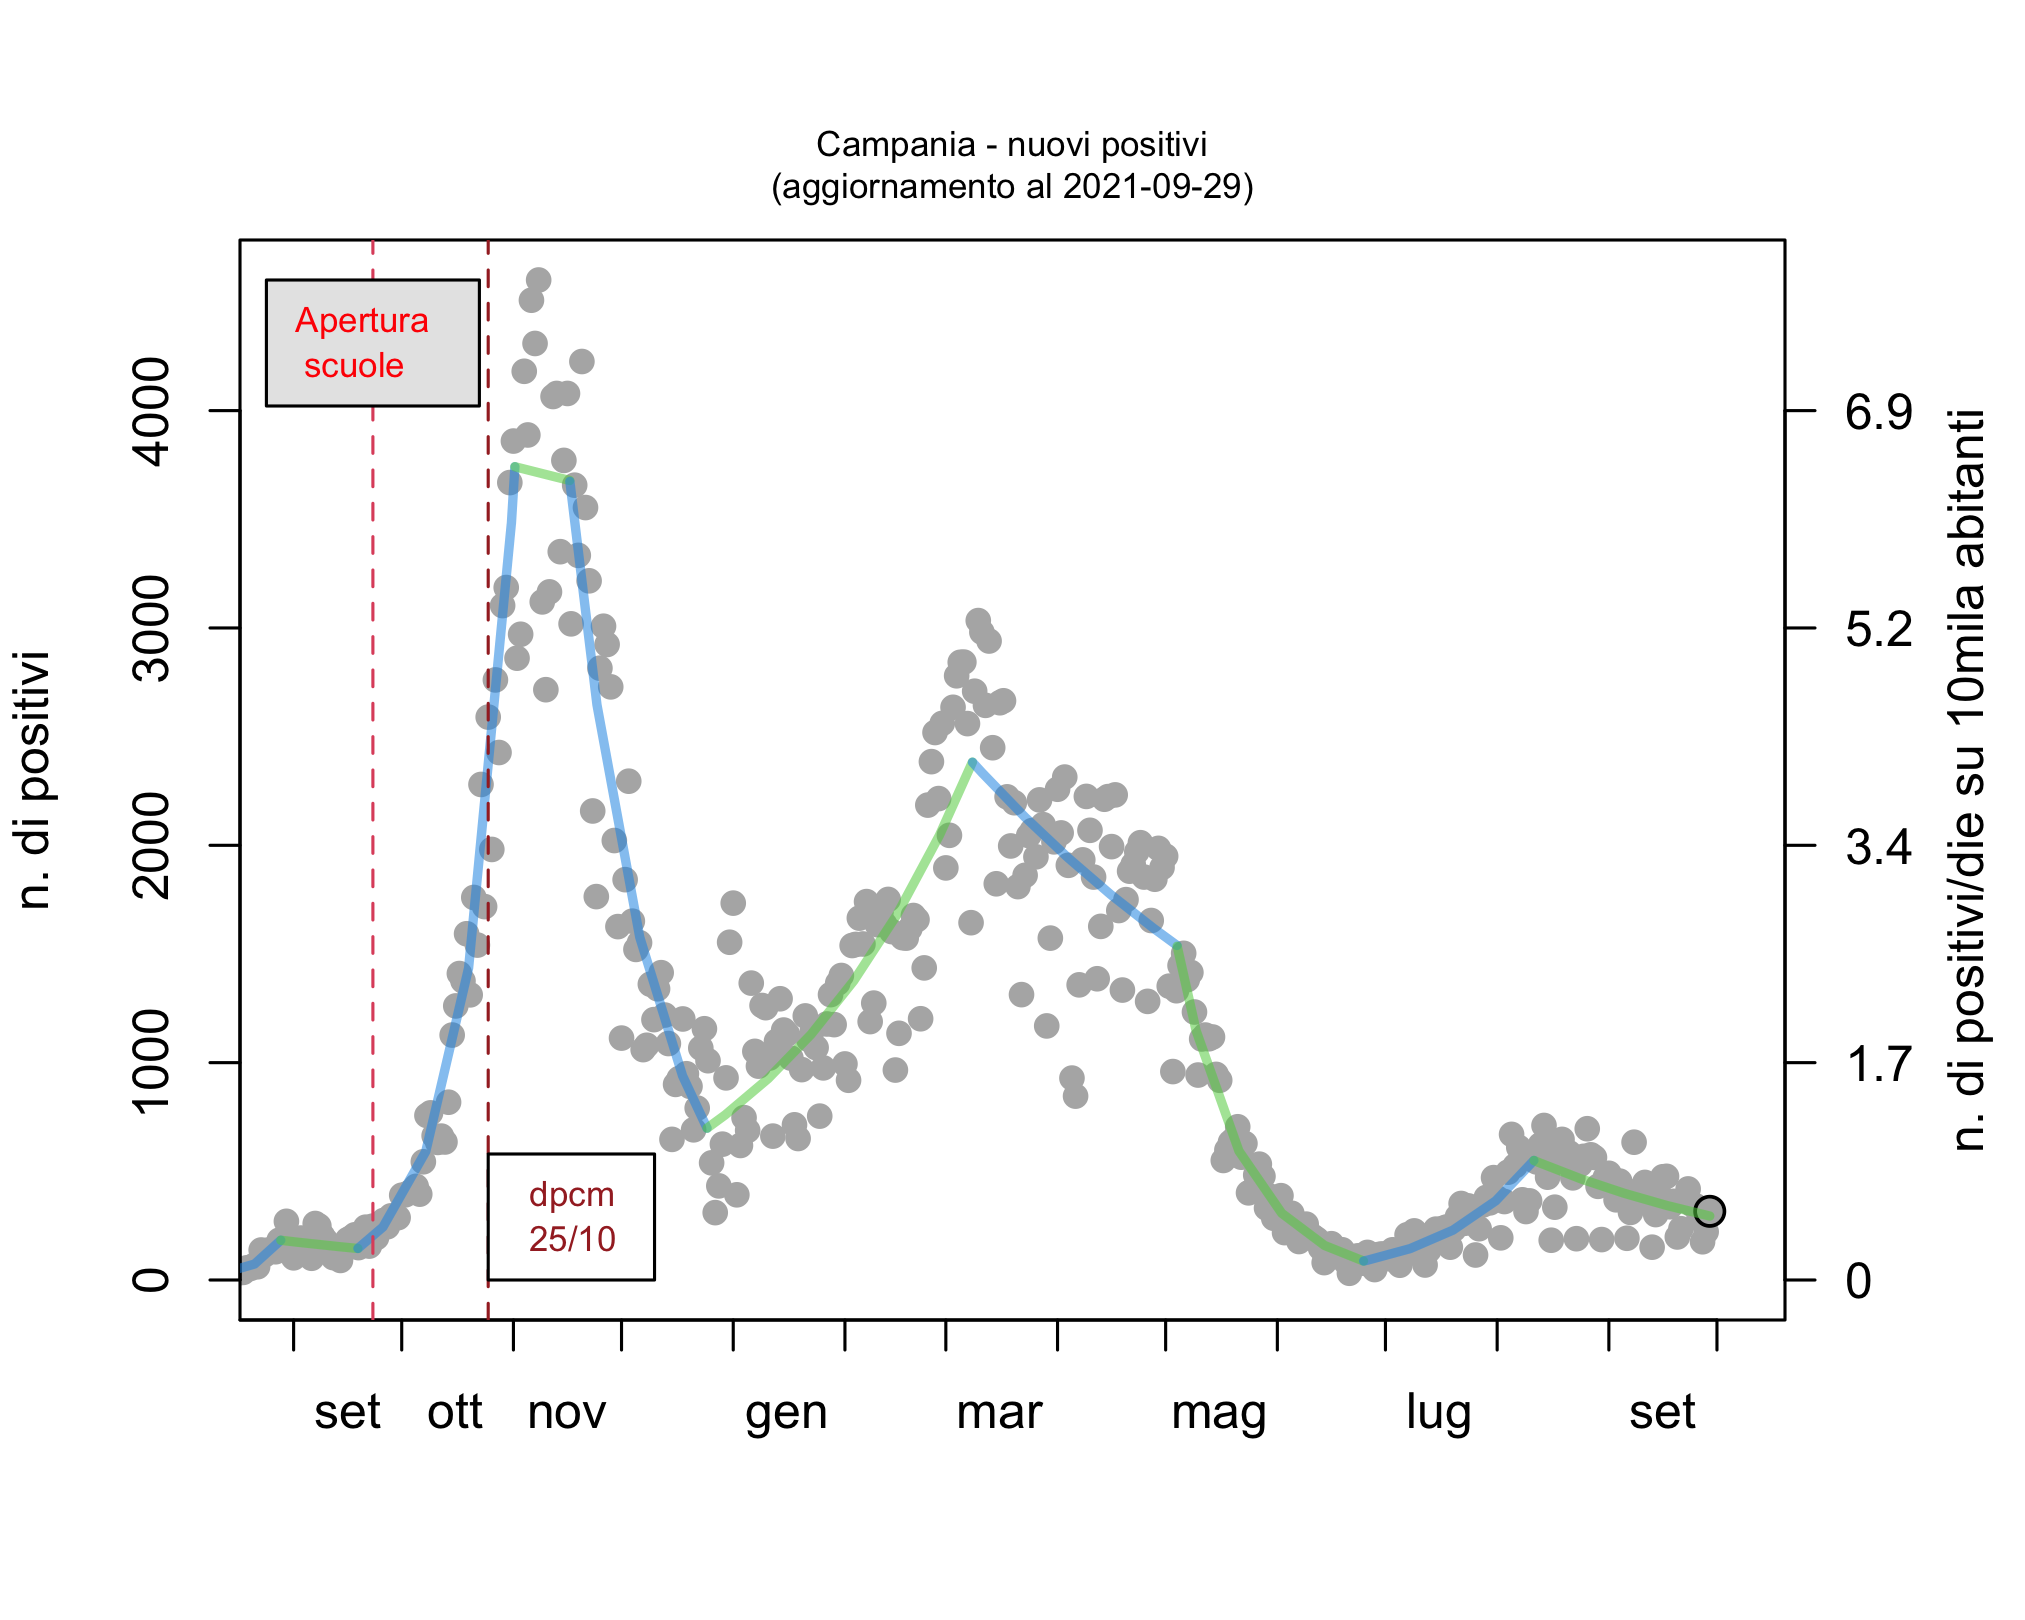 Campania - nuovi positivi
(aggiornamento al 2021-09-29)
Apertura
scuole
dpcm
25/10
n. di positivi
4000
3000
2000
1000
0
6.9
5.2
3.4
1.7
0
n. di positivi/die su 10mila abitanti
set ott nov gen mar mag lug set